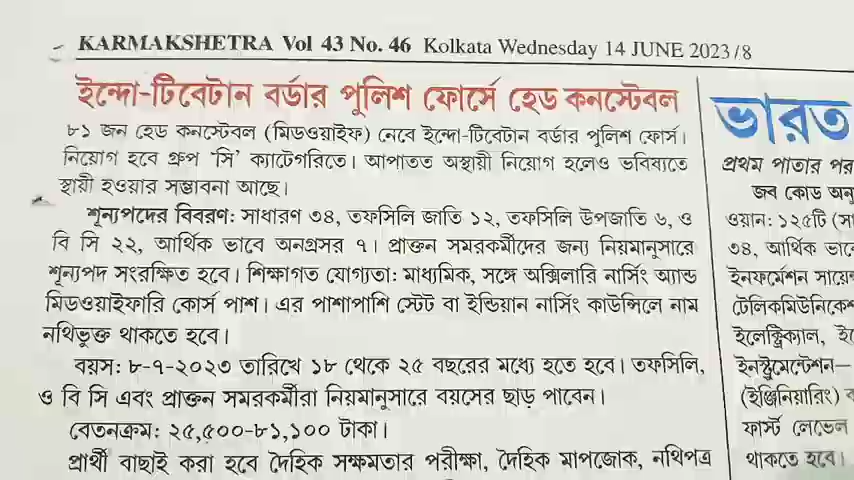 KARMAKSHETRA Vol 43 No. 46 Kolkata Wednesday 14 JUNE 2023/8
ইন্দো-টিবেটান বর্ডার পুলিশ ফোর্সে হেড কনস্টেবল
৮১ জন হেড কনস্টেবল (মিডওয়াইফ) নেবে ইন্দো-টিবেটান বর্ডার পুলিশ ফোর্স।
নিয়োগ হবে গ্রুপ 'সি' ক্যাটেগরিতে। আপাতত অস্থায়ী নিয়োগ হলেও ভবিষ্যতে
স্থায়ী হওয়ার সম্ভাবনা আছে।
শূন্যপদের বিবরণ: সাধারণ ৩৪, তফসিলি জাতি ১২, তফসিলি উপজাতি ৬, ও
বি সি ২২, আর্থিক ভাবে অনগ্রসর ৭। প্রাক্তন সমরকর্মীদের জন্য নিয়মানুসারে
শূন্যপদ সংরক্ষিত হবে। শিক্ষাগত যোগ্যতা: মাধ্যমিক, সঙ্গে অক্সিলারি নার্সিং অ্যান্ড
মিডওয়াইফারি কোর্স পাশ। এর পাশাপাশি স্টেট বা ইন্ডিয়ান নার্সিং কাউন্সিলে নাম
নথিভুক্ত থাকতে হবে।
বয়স: ৮-৭-২০২৩ তারিখে ১৮ থেকে ২৫ বছরের মধ্যে হতে হবে। তফসিলি,
ও বি সি এবং প্রাক্তন সমরকর্মীরা নিয়মানুসারে বয়সের ছাড় পাবেন।
বেতনক্রম: ২৫,৫০০-৮১,১০০ টাকা।
প্রার্থী বাছাই করা হবে দৈহিক সক্ষমতার পরীক্ষা, দৈহিক মাপজোক, নথিপত্র
ভারত
প্রথম পাতার পর
জব কোড অনু
ওয়ান: ১২৫টি (সা
৩৪, আর্থিক ভাবে
ইনফর্মেশন সায়েন্স
টেলিকমিউনিকেশ
ইলেক্ট্রিক্যাল, ই
ইনস্ট্রুমেন্টেশন—
(ইঞ্জিনিয়ারিং)
ফার্স্ট লেভেল
থাকতে হবে।